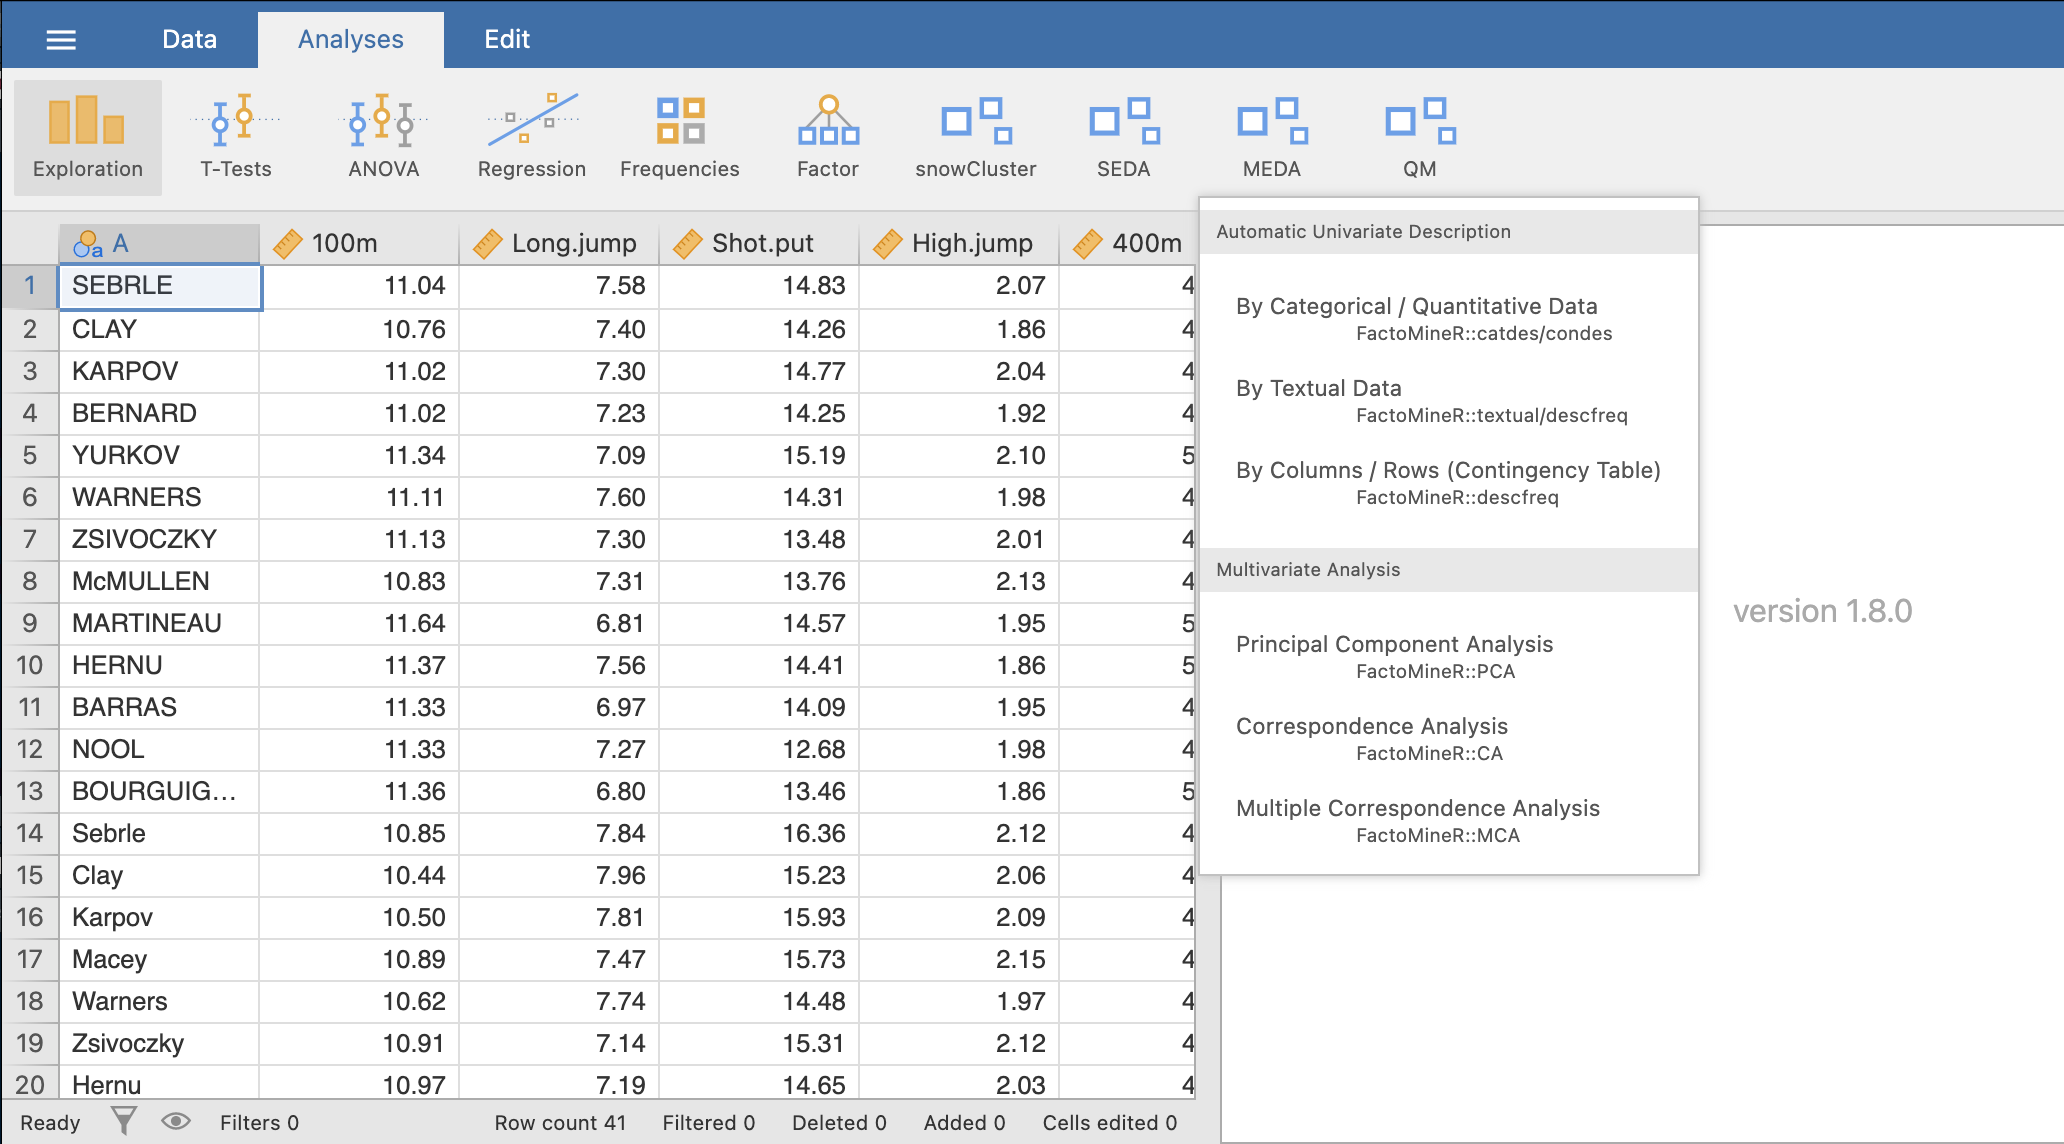 Data Analyses Edit
Exploration T-Tests ANOVA Regression Frequencies Factor snowCluster SEDA MEDA QM
Automatic Univariate Description
By Categorical / Quantitative Data
FactoMineR::catdes/condes
By Textual Data
FactoMineR::textual/descfreq
By Columns / Rows (Contingency Table)
FactoMineR::descfreq
Multivariate Analysis
Principal Component Analysis
FactoMineR::PCA
Correspondence Analysis
FactoMineR::CA
Multiple Correspondence Analysis
FactoMineR::MCA
version 1.8.0
a A 100m Long.jump Shot.put High.jump 400m
1 SEBRLE 11.04 7.58 14.83 2.07 4
2 CLAY 10.76 7.40 14.26 1.86 4
3 KARPOV 11.02 7.30 14.77 2.04 4
4 BERNARD 11.02 7.23 14.25 1.92 4
5 YURKOV 11.34 7.09 15.19 2.10 5
6 WARNERS 11.11 7.60 14.31 1.98 4
7 ZSIVOCZKY 11.13 7.30 13.48 2.01 4
8 McMULLEN 10.83 7.31 13.76 2.13 4
9 MARTINEAU 11.64 6.81 14.57 1.95 5
10 HERNU 11.37 7.56 14.41 1.86 5
11 BARRAS 11.33 6.97 14.09 1.95 4
12 NOOL 11.33 7.27 12.68 1.98 4
13 BOURGUIG... 11.36 6.80 13.46 1.86 5
14 Sebrle 10.85 7.84 16.36 2.12 4
15 Clay 10.44 7.96 15.23 2.06 4
16 Karpov 10.50 7.81 15.93 2.09 4
17 Macey 10.89 7.47 15.73 2.15 4
18 Warners 10.62 7.74 14.48 1.97 4
19 Zsivoczky 10.91 7.14 15.31 2.12 4
20 Hernu 10.97 7.19 14.65 2.03 4
Ready Filters 0 Row count 41 Filtered 0 Deleted 0 Added 0 Cells edited 0